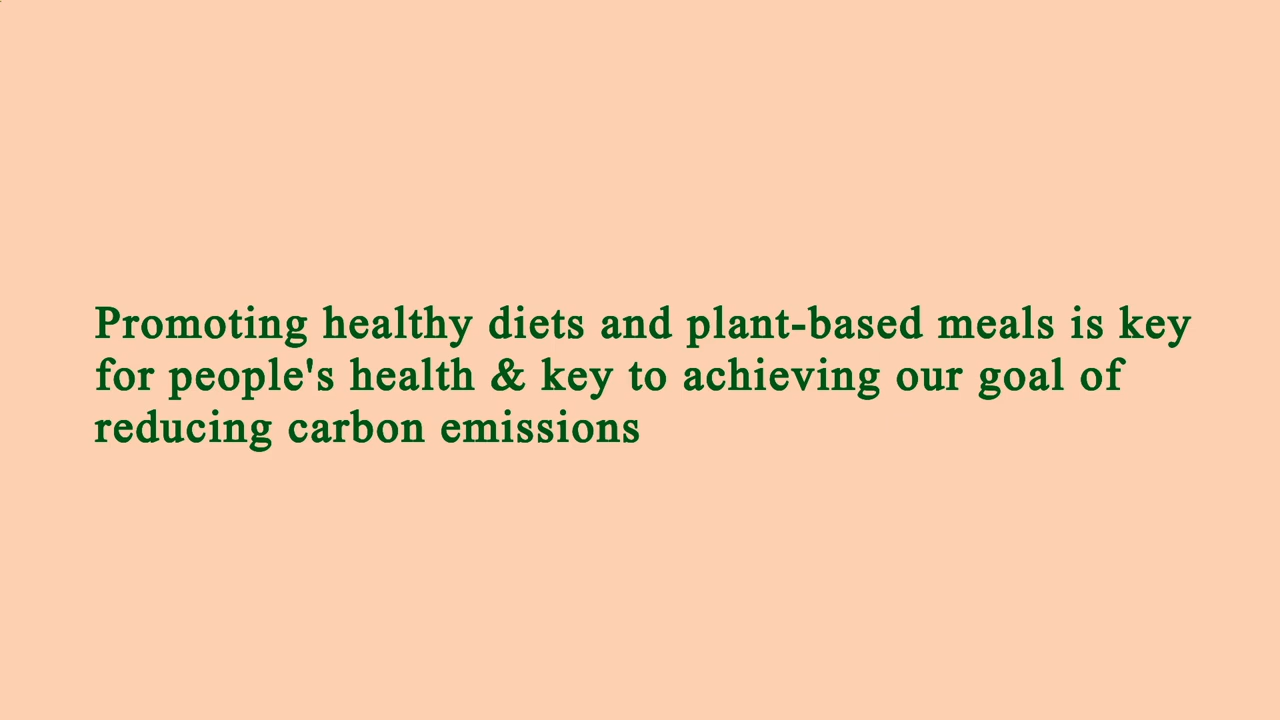 Promoting healthy diets and plant-based meals is key
for people's health & key to achieving our goal of
reducing carbon emissions